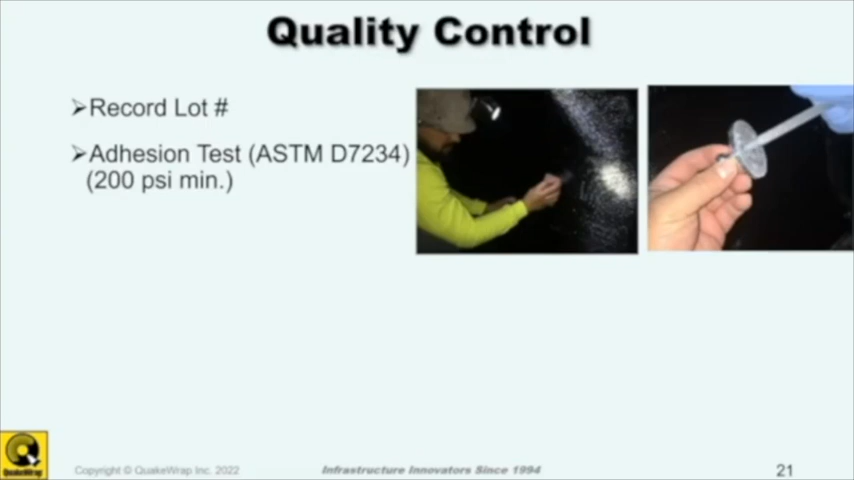 Quality Control
➢Record Lot #
➢Adhesion Test (ASTM D7234)
(200 psi min.)
QuakeWrap
Copyright © QuakeWrap Inc. 2022
Infrastructure Innovators Since 1994
21